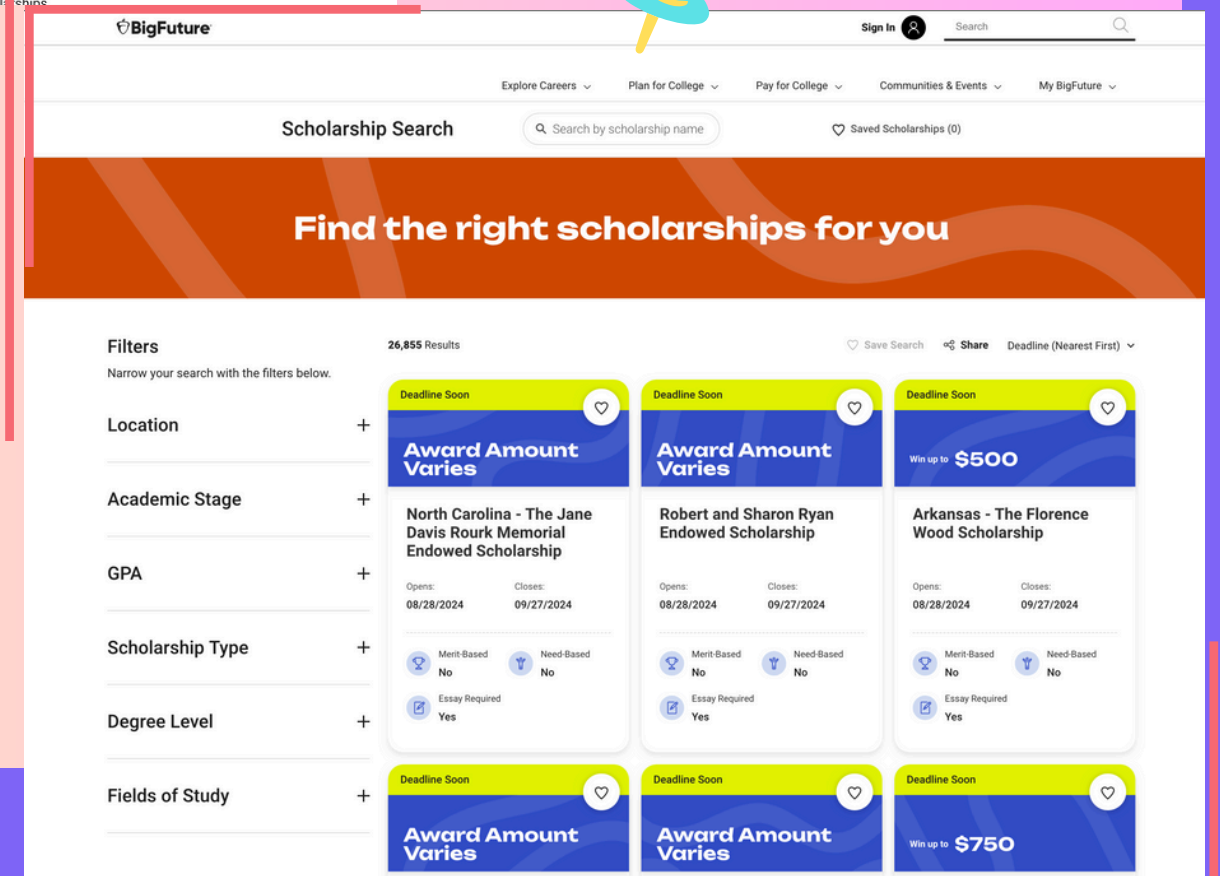 larships
BigFuture
Sign In
Search
Explore Careers
Plan for College
Pay for College
Communities & Events
My BigFuture
Scholarship Search
Search by scholarship name
Saved Scholarships (0)
Find the right scholarships for you
Filters
Narrow your search with the filters below.
Location
Academic Stage
GPA
Scholarship Type
Degree Level
Fields of Study
26,855 Results
Save Search
Share
Deadline (Nearest First)
Deadline Soon
Award Amount
Varies
North Carolina - The Jane
Davis Rourk Memorial
Endowed Scholarship
Opens:
Closes:
08/28/2024
09/27/2024
Merit-Based
No
Need-Based
No
Essay Required
Yes
Deadline Soon
Award Amount
Varies
Robert and Sharon Ryan
Endowed Scholarship
Opens:
Closes:
08/28/2024
09/27/2024
Merit-Based
No
Need-Based
No
Essay Required
Yes
Deadline Soon
Win up to $500
Arkansas - The Florence
Wood Scholarship
Opens:
Closes:
08/28/2024
09/27/2024
Merit-Based
No
Need-Based
No
Essay Required
Yes
Deadline Soon
Award Amount
Varies
Deadline Soon
Award Amount
Varies
Deadline Soon
Win up to $750